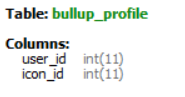 Table: bullup_profile
Columns:
user_id int(11)
icon_id int(11)